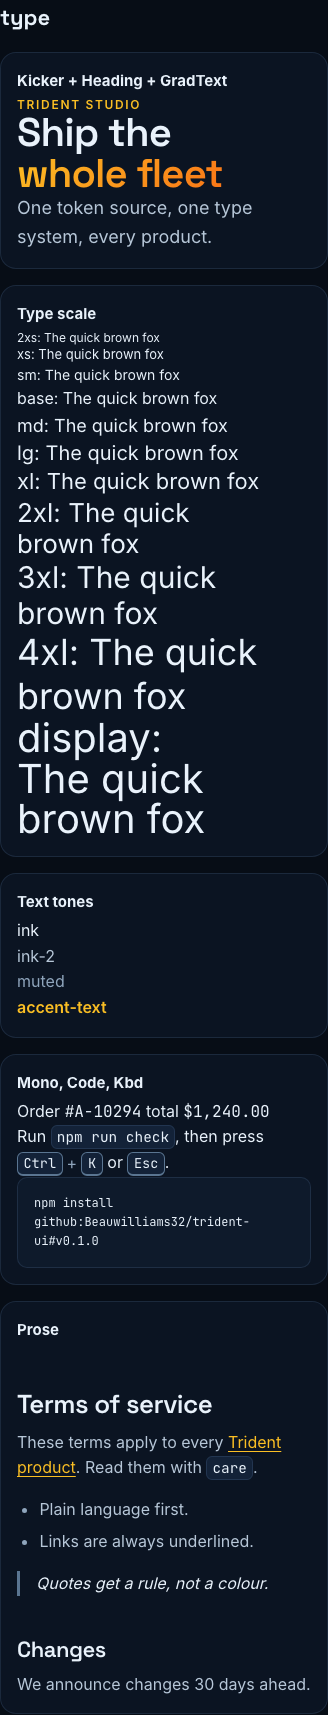 type
Kicker + Heading + GradText
TRIDENT STUDIO
Ship the
whole fleet
One token source, one type
system, every product.
Type scale
2xs: The quick brown fox
xs: The quick brown fox
sm: The quick brown fox
base: The quick brown fox
md: The quick brown fox
lg: The quick brown fox
xl: The quick brown fox
2xl: The quick
brown fox
3xl: The quick
brown fox
4xl: The quick
brown fox
display:
The quick
brown fox
Text tones
ink
ink-2
muted
accent-text
Mono, Code, Kbd
Order #A-10294 total $1,240.00
Run npm run check, then press
Ctrl + K or Esc.
npm install
github:Beauwilliams32/trident-
ui#v0.1.0
Prose
Terms of service
These terms apply to every Trident
product. Read them with care.
• Plain language first.
• Links are always underlined.
Quotes get a rule, not a colour.
Changes
We announce changes 30 days ahead.